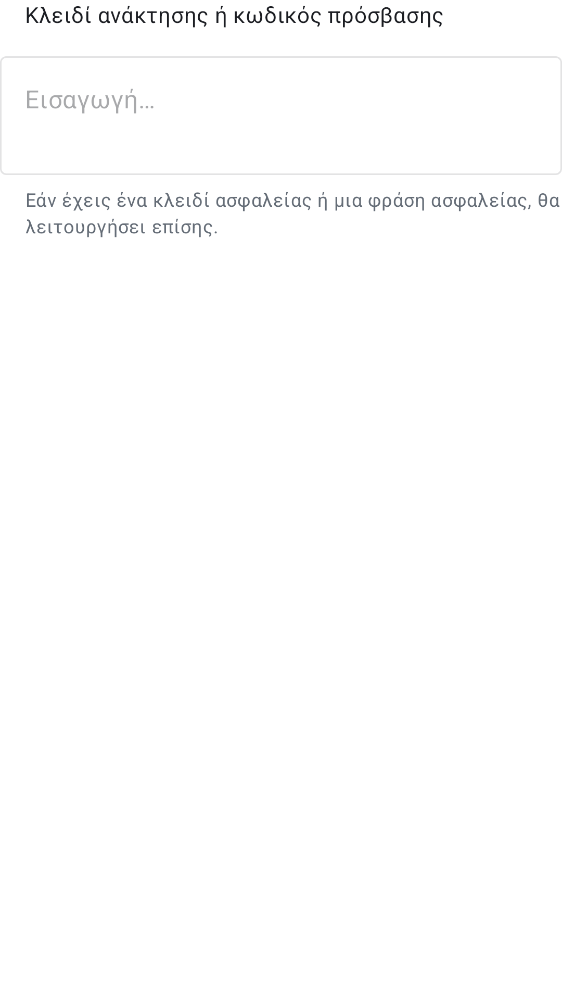 Κλειδί ανάκτησης ή κωδικός πρόσβασης
Εισαγωγή…
Εάν έχεις ένα κλειδί ασφαλείας ή μια φράση ασφαλείας, θα
λειτουργήσει επίσης.